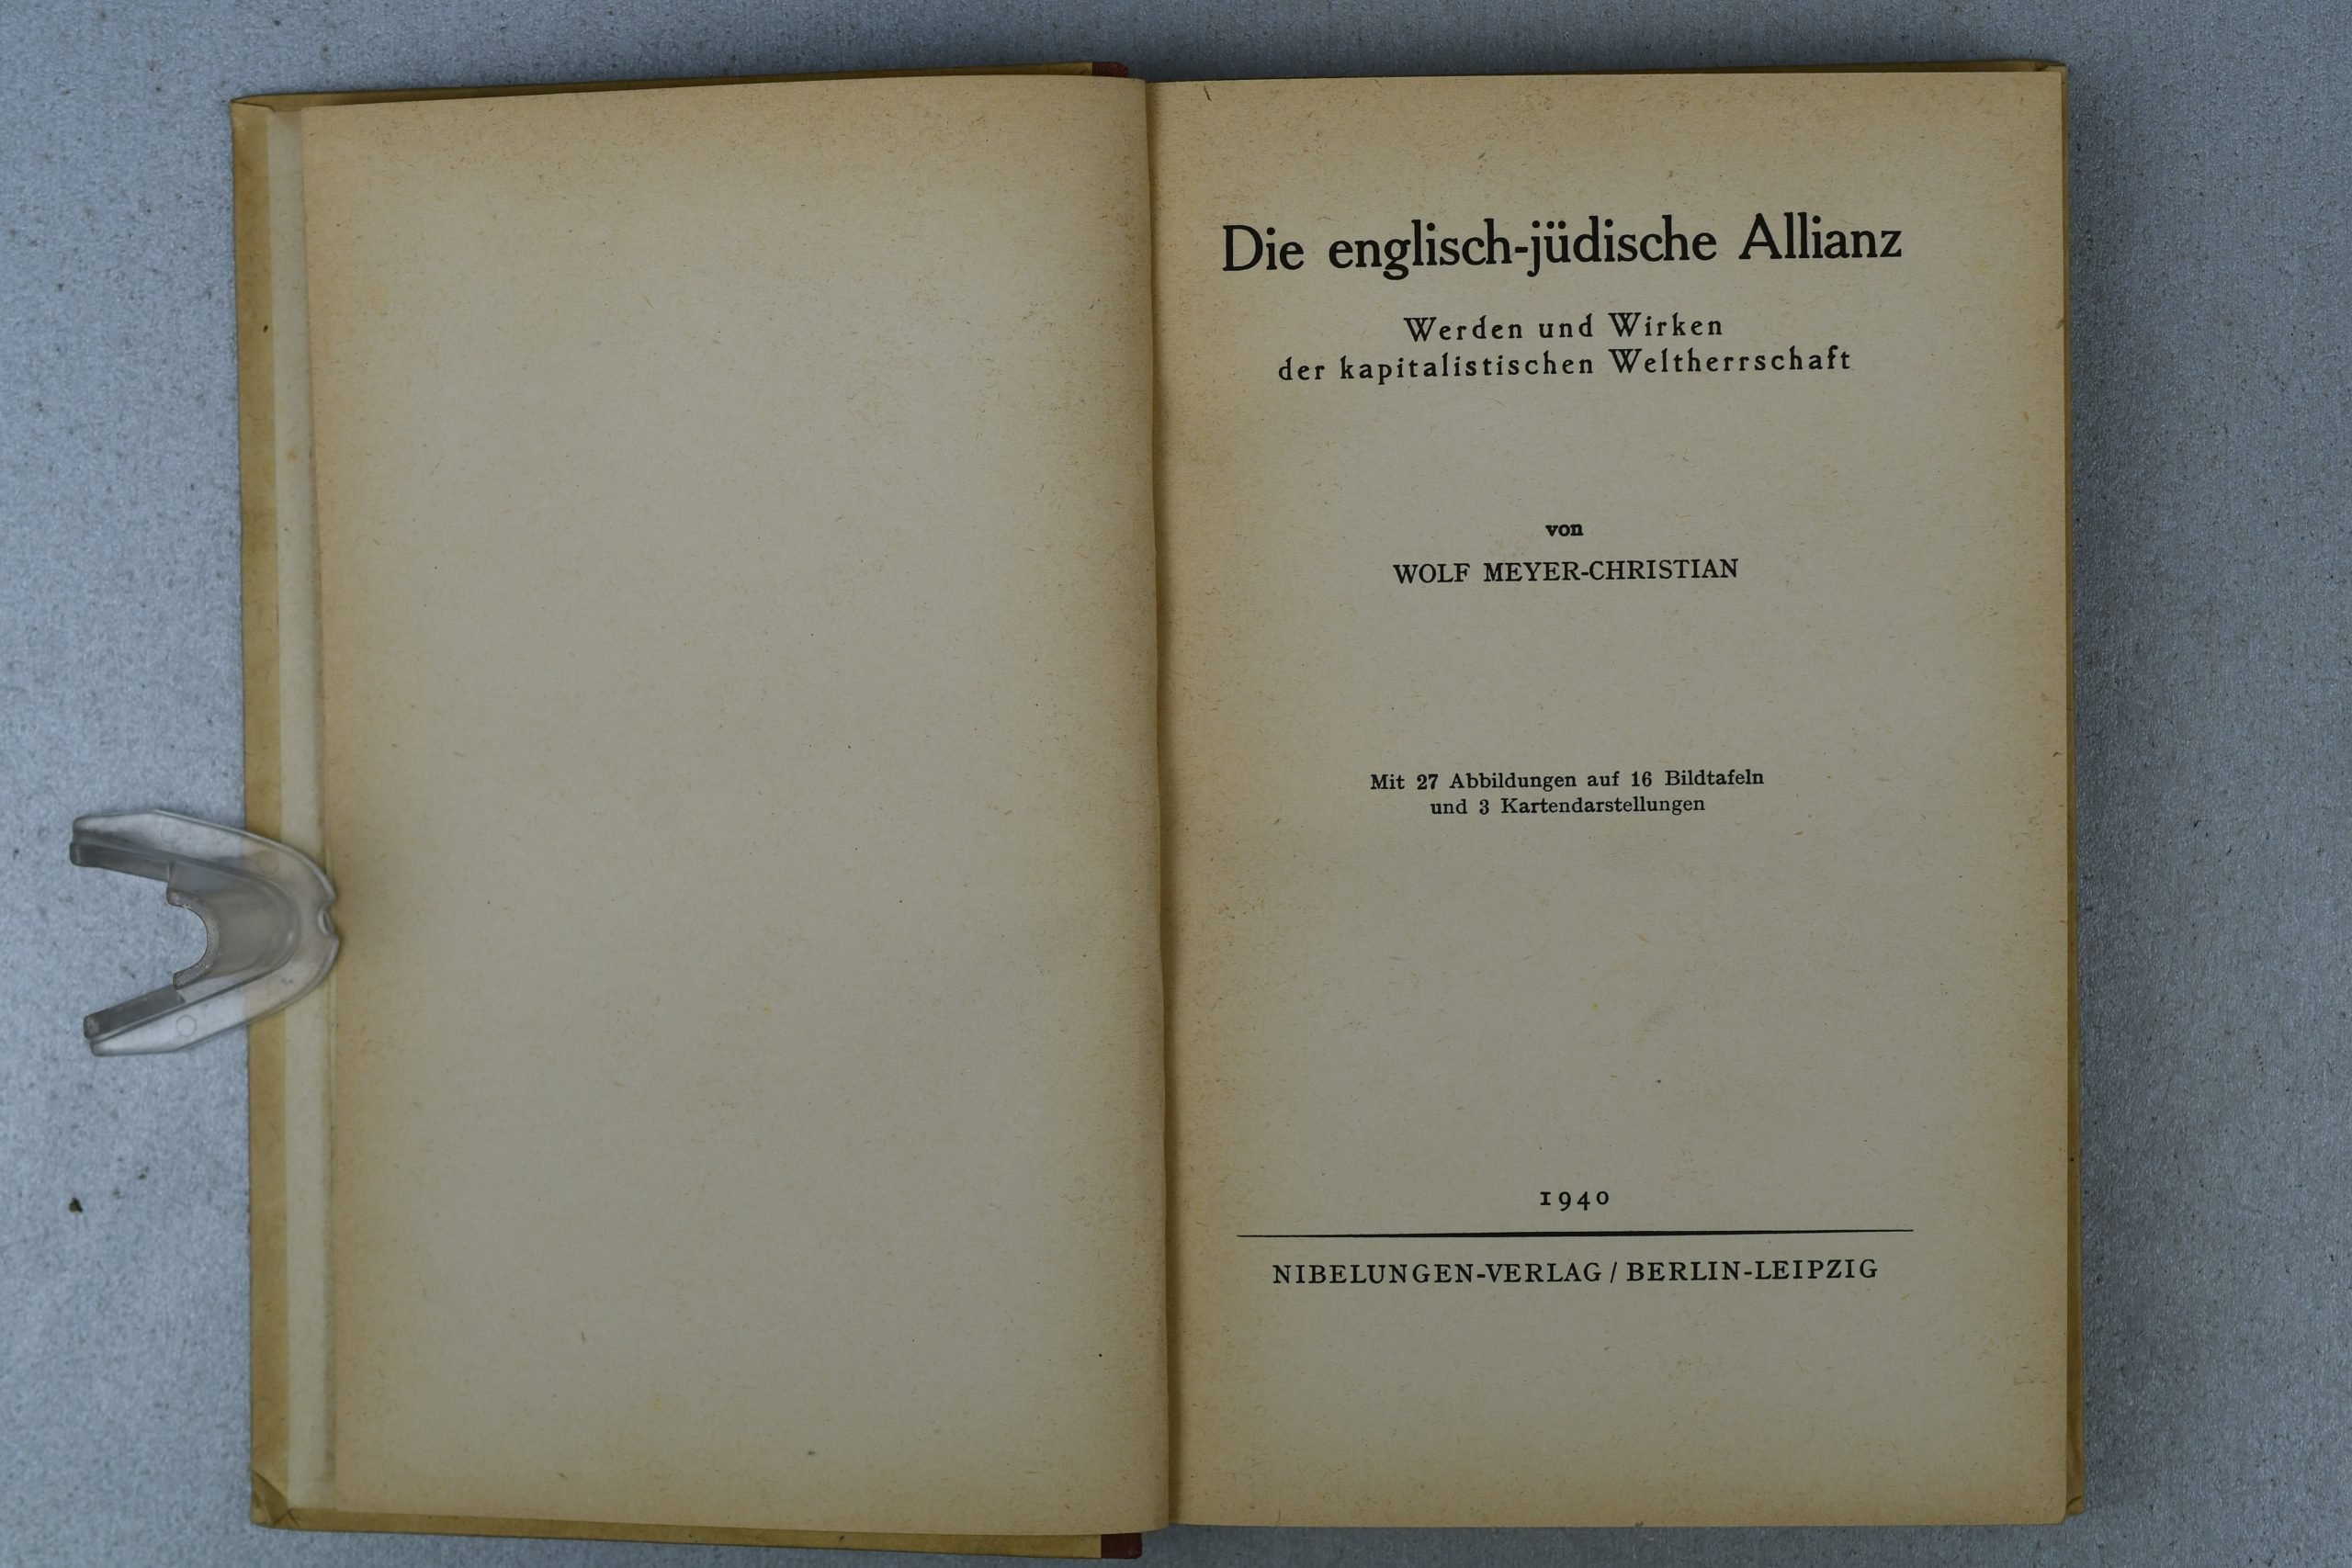 Die englisch-jüdische Allianz
Werden und Wirken
der kapitalistischen Weltherrschaft
von
WOLF MEYER-CHRISTIAN
Mit 27 Abbildungen auf 16 Bildtafeln
und 3 Kartendarstellungen
1940
NIBELUNGEN-VERLAG / BERLIN-LEIPZIG